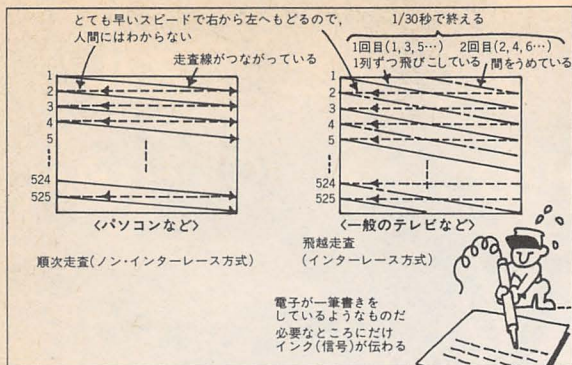 とても早いスピードで右から左へもどるので,
人間にはわからない
走査線がつながっている
1
2
3
4
5
524
525
〈パソコンなど〉
順次走査(ノン・インターレース方式)
1/30秒で終える
1回目(1,3,5…)
1列ずつ飛びこしている
2回目(2,4,6…)
間をうめている
1
2
3
4
5
524
525
〈一般のテレビなど〉
飛越走査
(インターレース方式)
電子が一筆書きを
しているようなものだ
必要なところにだけ
インク(信号)が伝わる